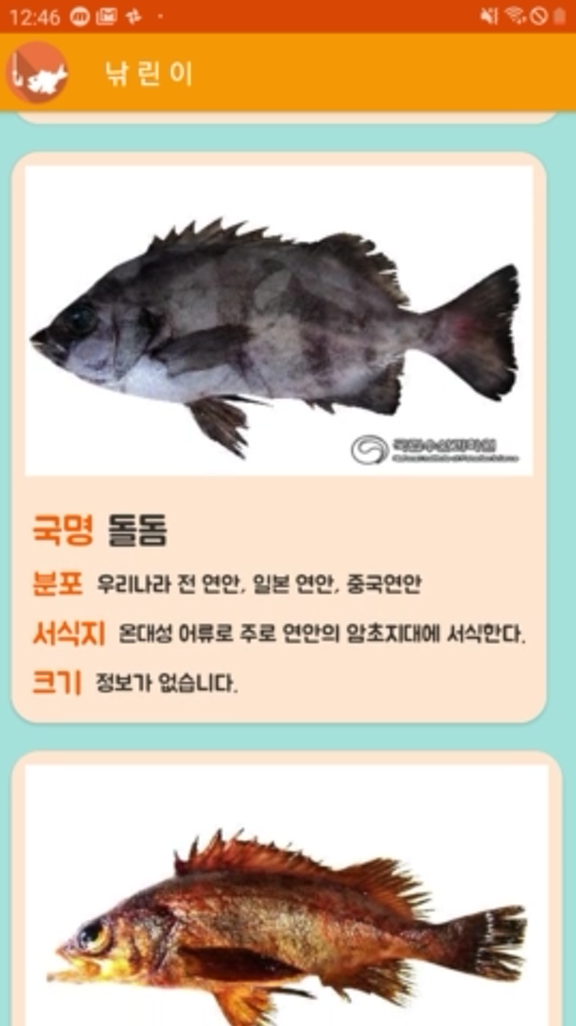 12:46
낚린이
국립수산과학원
국명 돌돔
분포 우리나라 전 연안, 일본 연안, 중국연안
서식지 온대성 어류로 주로 연안의 암초지대에 서식한다.
크기 정보가 없습니다.